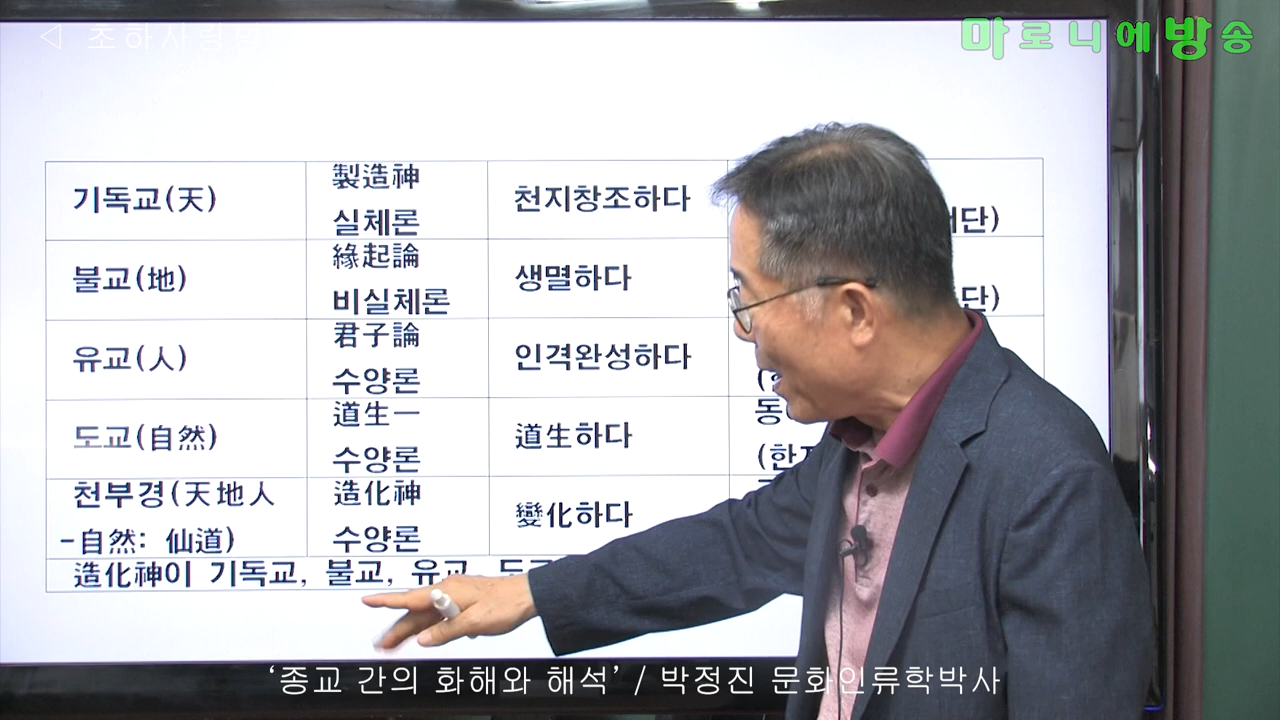 마로니에방송
기독교(天)
製造神
실체론
천지창조하다
단)
불교(地)
緣起論
비실체론
생멸하다
단)
유교(人)
君子論
수양론
인격완성하다
도교(自然)
道生一
수양론
道生하다
동
천부경(天地人
-自然: 仙道)
造化神
수양론
變化하다
造化神이 기독교, 불교, 유교,
‘종교 간의 화해와 해석’ / 박정진 문화인류학박사